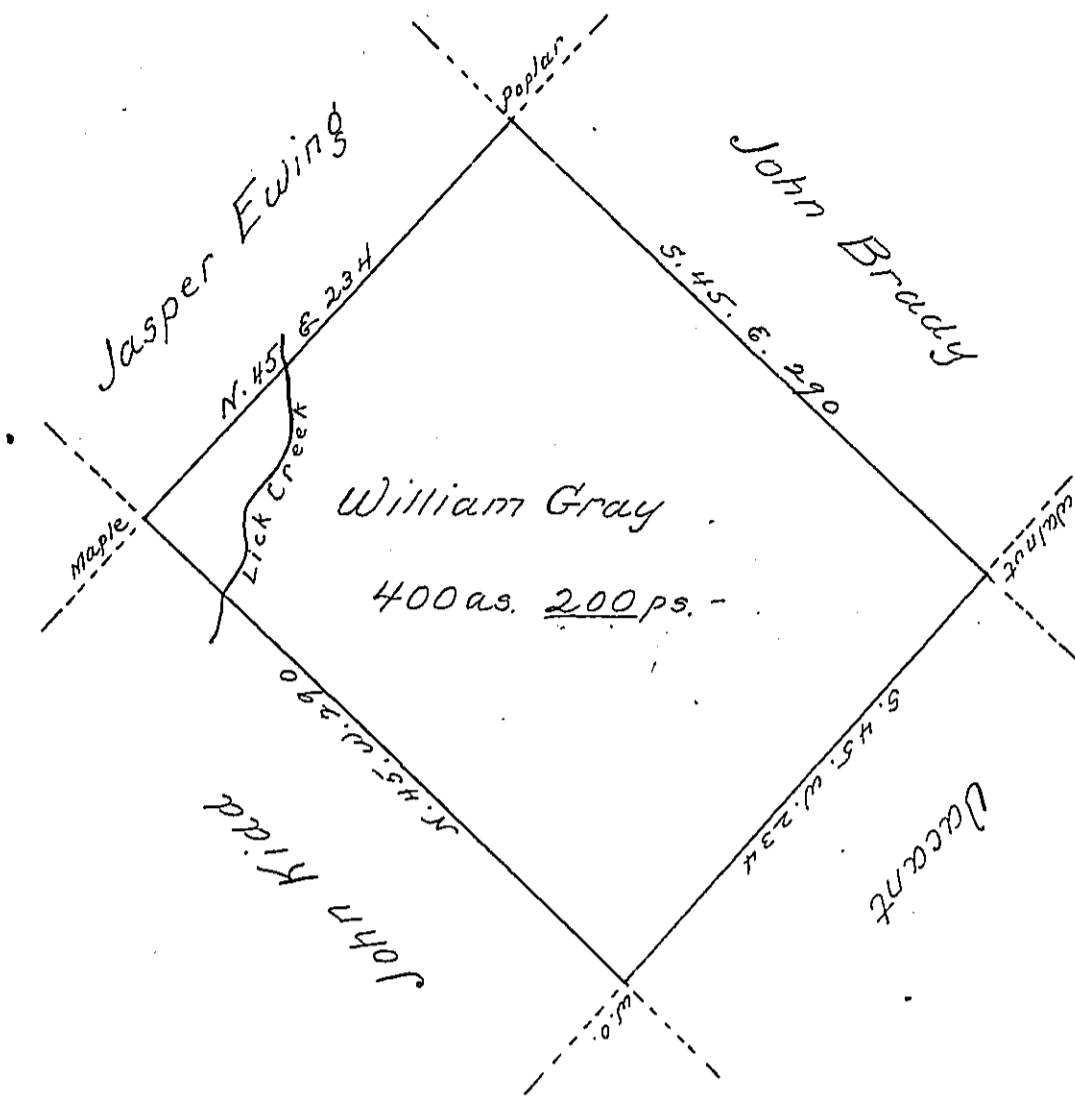 Poplar
Jasper Ewing's
John Brady
N. 45 E 234
S. 45. E. 290
Lick Creek
Maple
William Gray
Walnut
400 as. 200 ps. -
N. 45. W. 290
S. 45. W. 234
John Kidd
Vacant
W.O.